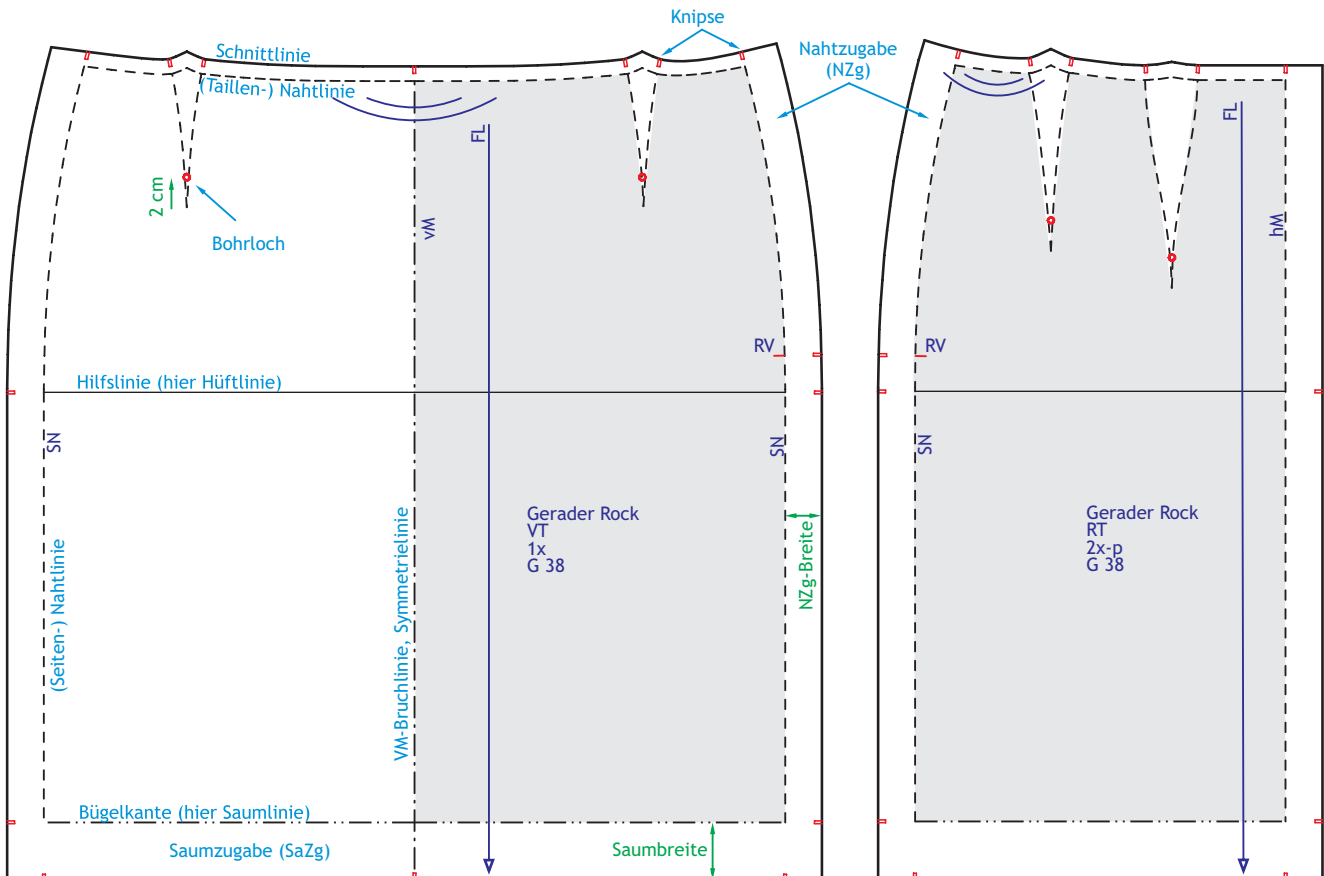 Knipse
Schnittlinie
Nahtzugabe
(NZg)
(Taillen-) Nahtlinie
FL
FL
2 cm
vM
hM
Bohrloch
RV
RV
Hilfslinie (hier Hüftlinie)
SN
SN
SN
Gerader Rock
VT
1x
G 38
Gerader Rock
RT
2x-p
G 38
(Seiten-) Nahtlinie
VM-Bruchlinie, Symmetrielinie
NZg-Breite
Bügelkante (hier Saumlinie)
Saumzugabe (SaZg)
Saumbreite